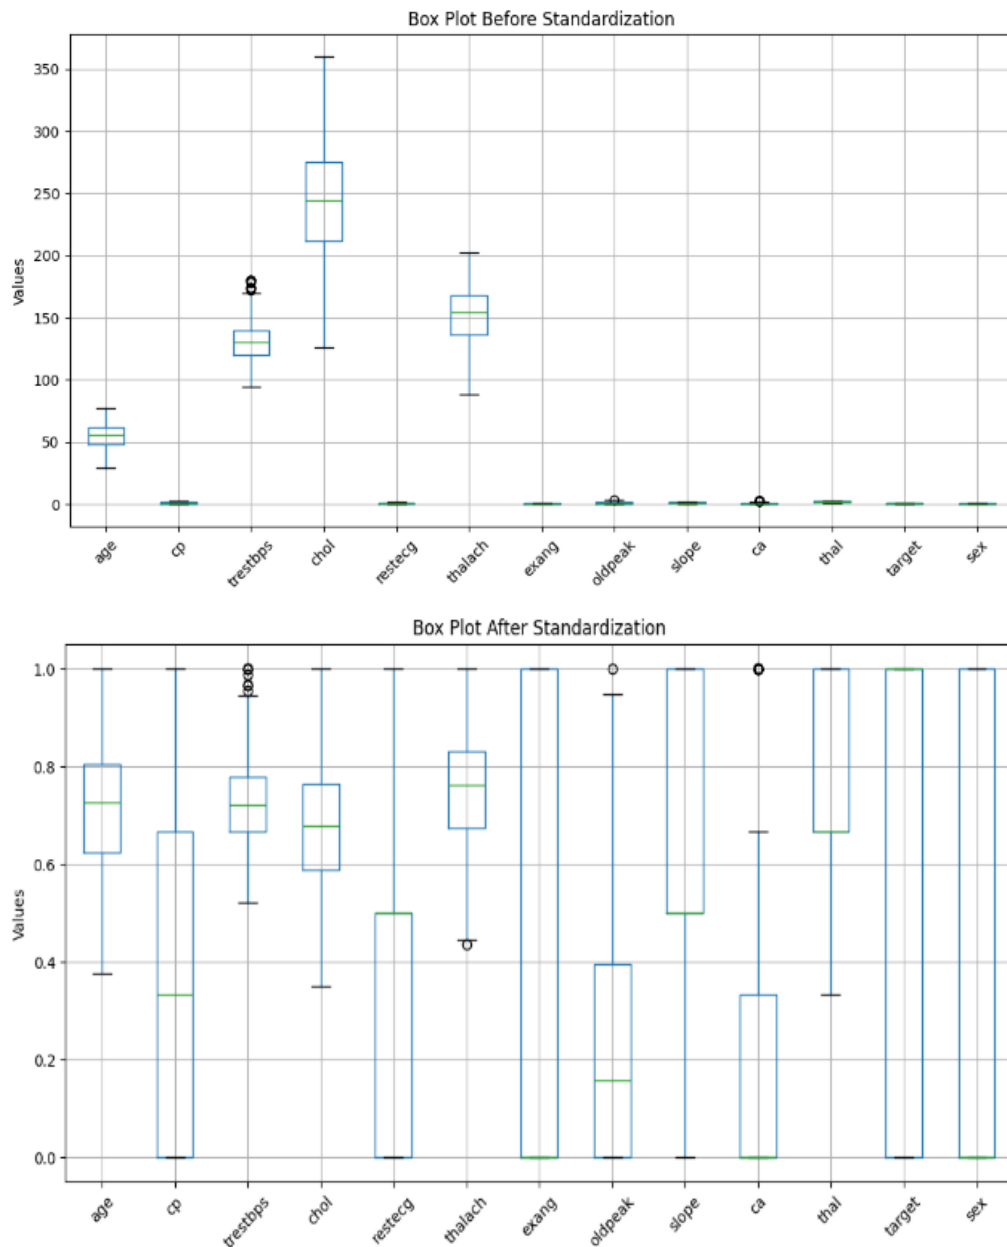 Box Plot Before Standardization
350
300
250
200
150
100
50
0
Values
age cp trestbps chol restecg thalach exang oldpeak slope ca thal target sex
Box Plot After Standardization
1.0
0.8
0.6
0.4
0.2
0.0
Values
age cp trestbps chol restecg thalach exang oldpeak slope ca thal target sex